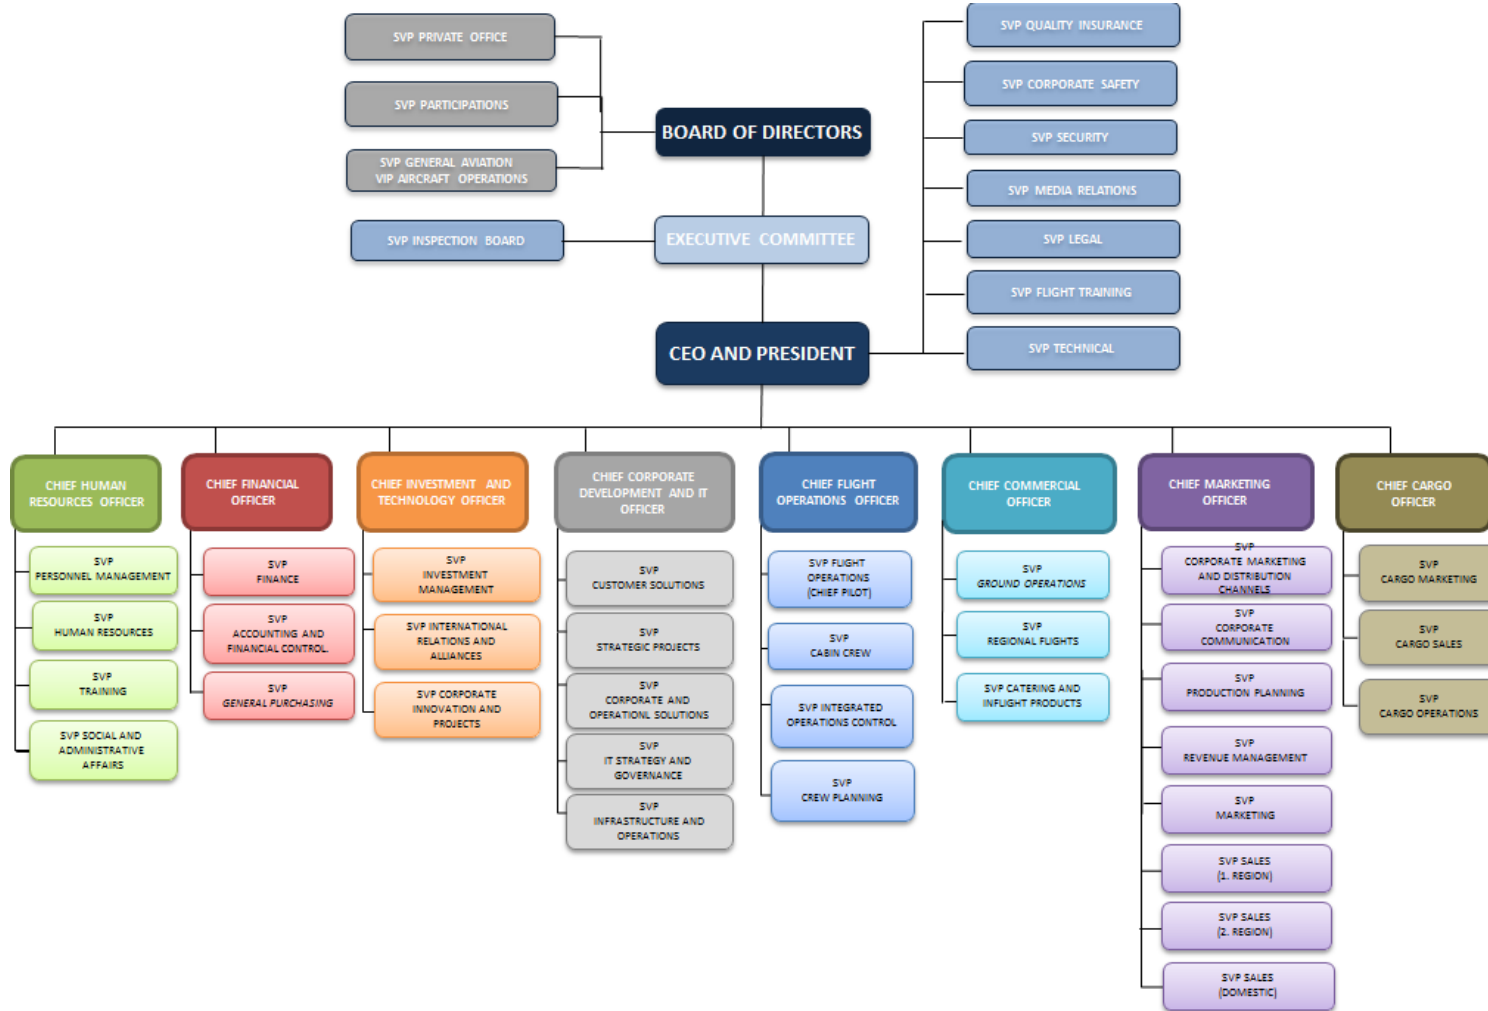 SVP PRIVATE OFFICE
SVP PARTICIPATIONS
SVP GENERAL AVIATION
VIP AIRCRAFT OPERATIONS
SVP INSPECTION BOARD
BOARD OF DIRECTORS
EXECUTIVE COMMITTEE
CEO AND PRESIDENT
SVP QUALITY INSURANCE
SVP CORPORATE SAFETY
SVP SECURITY
SVP MEDIA RELATIONS
SVP LEGAL
SVP FLIGHT TRAINING
SVP TECHNICAL
CHIEF HUMAN
RESOURCES OFFICER
SVP
PERSONNEL MANAGEMENT
SVP
HUMAN RESOURCES
SVP
TRAINING
SVP SOCIAL AND
ADMINISTRATIVE
AFFAIRS
CHIEF FINANCIAL
OFFICER
SVP
FINANCE
SVP
ACCOUNTING AND
FINANCIAL CONTROL.
SVP
GENERAL PURCHASING
CHIEF INVESTMENT AND
TECHNOLOGY OFFICER
SVP
INVESTMENT
MANAGEMENT
SVP INTERNATIONAL
RELATIONS AND
ALLIANCES
SVP CORPORATE
INNOVATION AND
PROJECTS
CHIEF CORPORATE
DEVELOPMENT AND IT
OFFICER
SVP
CUSTOMER SOLUTIONS
SVP
STRATEGIC PROJECTS
SVP
CORPORATE AND
OPERATIONL SOLUTIONS
SVP
IT STRATEGY AND
GOVERNANCE
SVP
INFRASTRUCTURE AND
OPERATIONS
CHIEF FLIGHT
OPERATIONS OFFICER
SVP FLIGHT
OPERATIONS
(CHIEF PILOT)
SVP
CABIN CREW
SVP INTEGRATED
OPERATIONS CONTROL
SVP
CREW PLANNING
CHIEF COMMERCIAL
OFFICER
SVP
GROUND OPERATIONS
SVP
REGIONAL FLIGHTS
SVP CATERING AND
INFLIGHT PRODUCTS
CHIEF MARKETING
OFFICER
SVP
CORPORATE MARKETING
AND DISTRIBUTION
CHANNELS
SVP
CORPORATE
COMMUNICATION
SVP
PRODUCTION PLANNING
SVP
REVENUE MANAGEMENT
SVP
MARKETING
SVP SALES
(1. REGION)
SVP SALES
(2. REGION)
SVP SALES
(DOMESTIC)
CHIEF CARGO
OFFICER
SVP
CARGO MARKETING
SVP
CARGO SALES
SVP
CARGO OPERATIONS